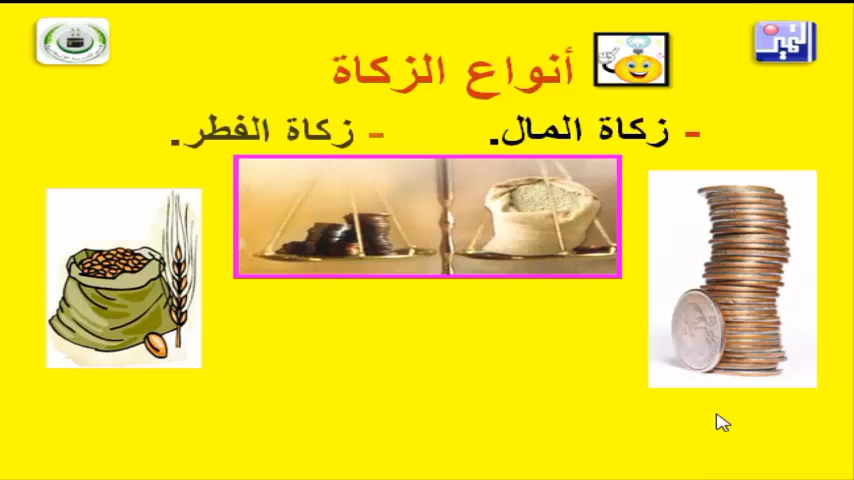 أنواع الزكاة
- زكاة المال. - زكاة الفطر.